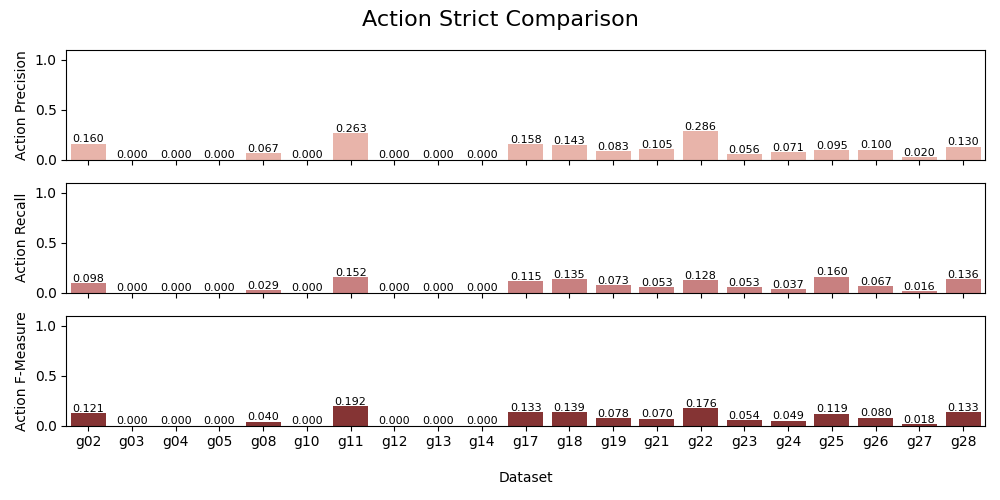 Action Strict Comparison
Action Precision
1.0
0.5
0.0
0.160 0.000 0.000 0.000 0.067 0.000 0.263 0.000 0.000 0.000 0.158 0.143 0.083 0.105 0.286 0.056 0.071 0.095 0.100 0.020 0.130
Action Recall
1.0
0.5
0.0
0.098 0.000 0.000 0.000 0.029 0.000 0.152 0.000 0.000 0.000 0.115 0.135 0.073 0.053 0.128 0.053 0.037 0.160 0.067 0.016 0.136
Action F-Measure
1.0
0.5
0.0
0.121 0.000 0.000 0.000 0.040 0.000 0.192 0.000 0.000 0.000 0.133 0.139 0.078 0.070 0.176 0.054 0.049 0.119 0.080 0.018 0.133
g02 g03 g04 g05 g08 g10 g11 g12 g13 g14 g17 g18 g19 g21 g22 g23 g24 g25 g26 g27 g28
Dataset